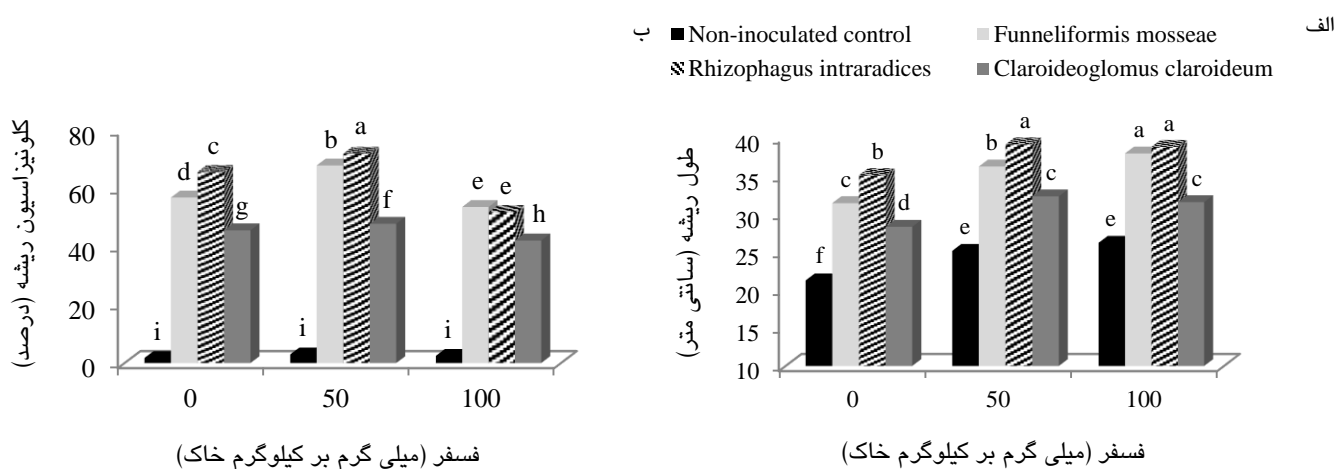 الف
ب
Non-inoculated control
Funneliformis mosseae
Rhizophagus intraradices
Claroideoglomus claroideum
طول ریشه (سانتی متر)
40
35
30
25
20
15
10
f c b d
e b a c
e a a c
0 50 100
فسفر (میلی گرم بر کیلوگرم خاک)
کلونیزاسیون ریشه (درصد)
80
60
40
20
0
i d c g
i b a f
i e e h
0 50 100
فسفر (میلی گرم بر کیلوگرم خاک)